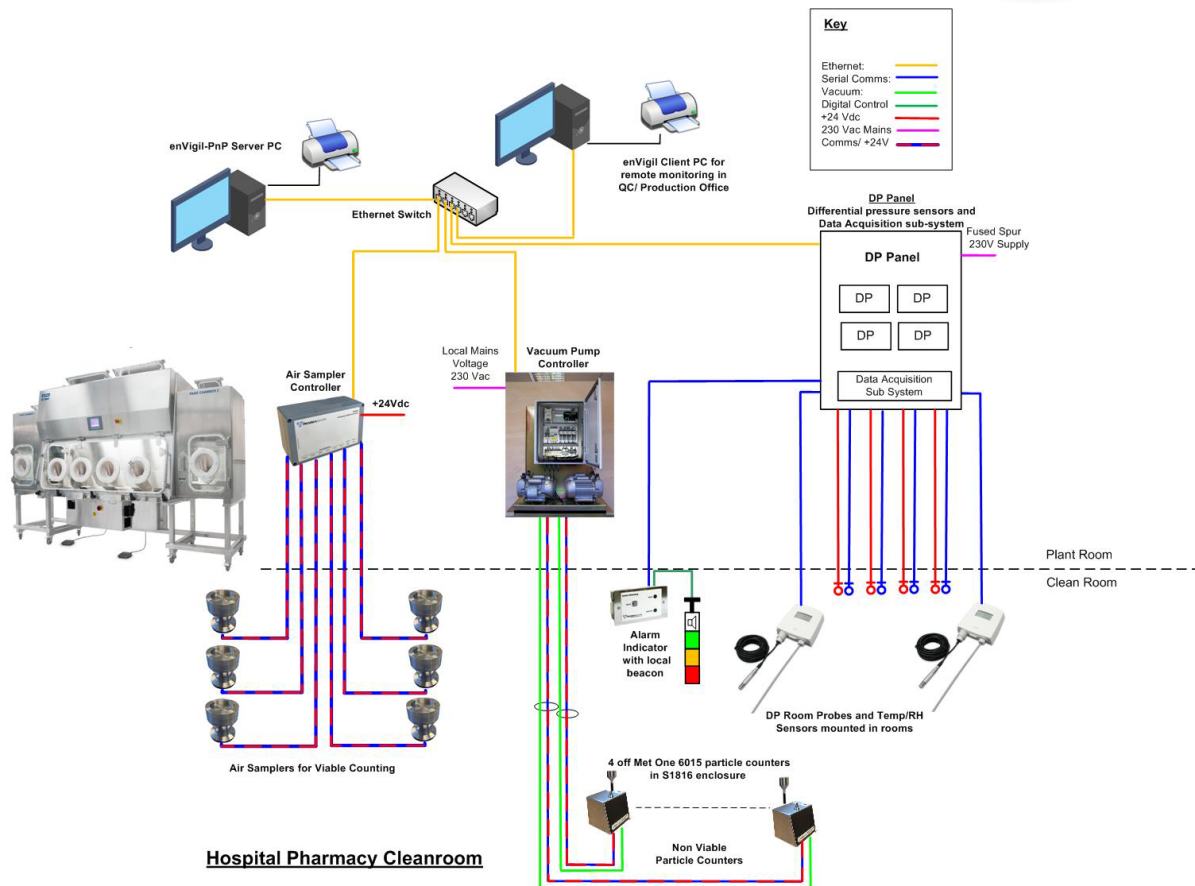 Key
Ethernet:
Serial Comms:
Vacuum:
Digital Control
+24 Vdc
230 Vac Mains
Comms/ +24V
enVigil-PnP Server PC
enVigil Client PC for
remote monitoring in
QC/ Production Office
Ethernet Switch
DP Panel
Differential pressure sensors and
Data Acquisition sub-system
Fused Spur
230V Supply
DP Panel
DP DP
DP DP
Data Acquisition
Sub System
Local Mains
Voltage
230 Vac
Vacuum Pump
Controller
Air Sampler
Controller
+24Vdc
Plant Room
Clean Room
Alarm
Indicator
with local
beacon
DP Room Probes and Temp/RH
Sensors mounted in rooms
Air Samplers for Viable Counting
4 off Met One 6015 particle counters
in S1816 enclosure
Non Viable
Particle Counters
Hospital Pharmacy Cleanroom